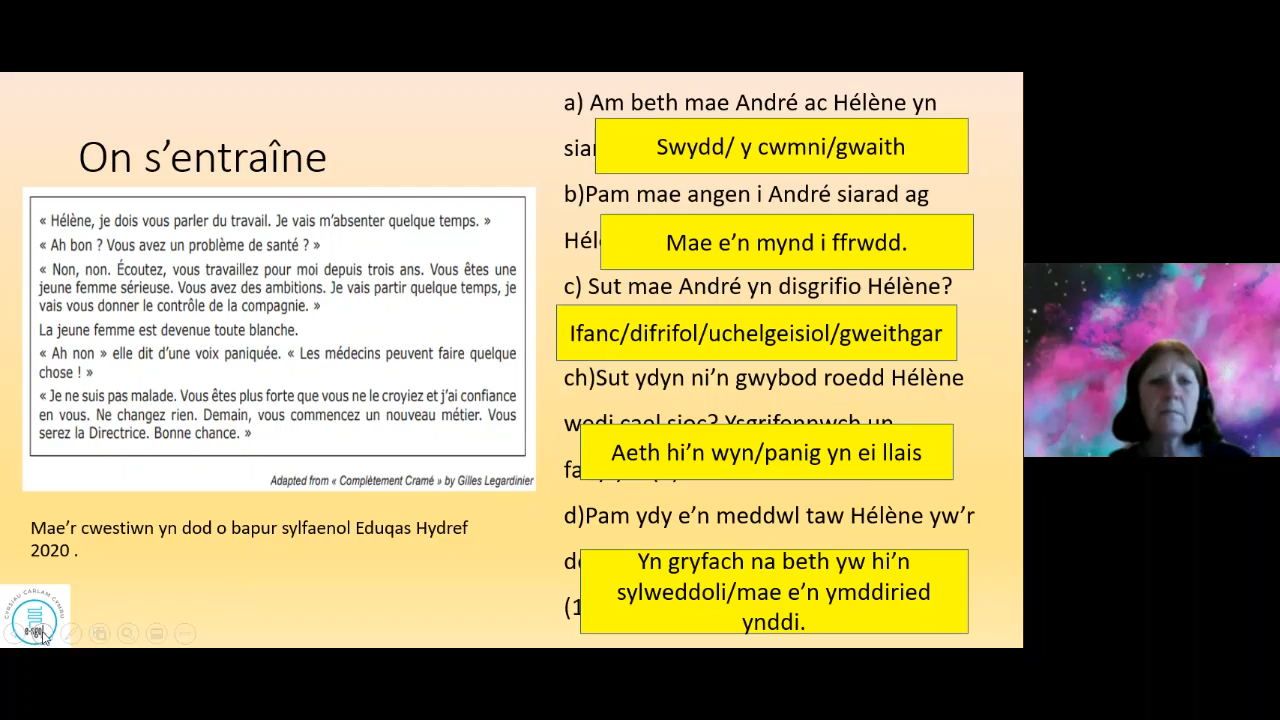 On s’entraîne
« Hélène, je dois vous parler du travail. Je vais m’absenter quelque temps. »
« Ah bon ? Vous avez un problème de santé ? »
« Non, non. Écoutez, vous travaillez pour moi depuis trois ans. Vous êtes une
jeune femme sérieuse. Vous avez des ambitions. Je vais partir quelque temps, je
vais vous donner le contrôle de la compagnie. »
La jeune femme est devenue toute blanche.
« Ah non » elle dit d’une voix paniquée. « Les médecins peuvent faire quelque
chose ! »
« Je ne suis pas malade. Vous êtes plus forte que vous ne le croyiez et j’ai confiance
en vous. Ne changez rien. Demain, vous commencez un nouveau métier. Vous
serez la Directrice. Bonne chance. »
Adapted from « Complètement Cramé » by Gilles Legardinier
Mae’r cwestiwn yn dod o bapur sylfaenol Eduqas Hydref
2020 .
CYRSIAU CARLAM CYMRU
e-sgol
a) Am beth mae André ac Hélène yn
Swydd/ y cwmni/gwaith
b)Pam mae angen i André siarad ag
Mae e’n mynd i ffrwdd.
c) Sut mae André yn disgrifio Hélène?
Ifanc/difrifol/uchelgeisiol/gweithgar
ch)Sut ydyn ni’n gwybod roedd Hélène
Aeth hi’n wyn/panig yn ei llais
d)Pam ydy e’n meddwl taw Hélène yw’r
Yn gryfach na beth yw hi’n
sylweddoli/mae e’n ymddiried
ynddi.